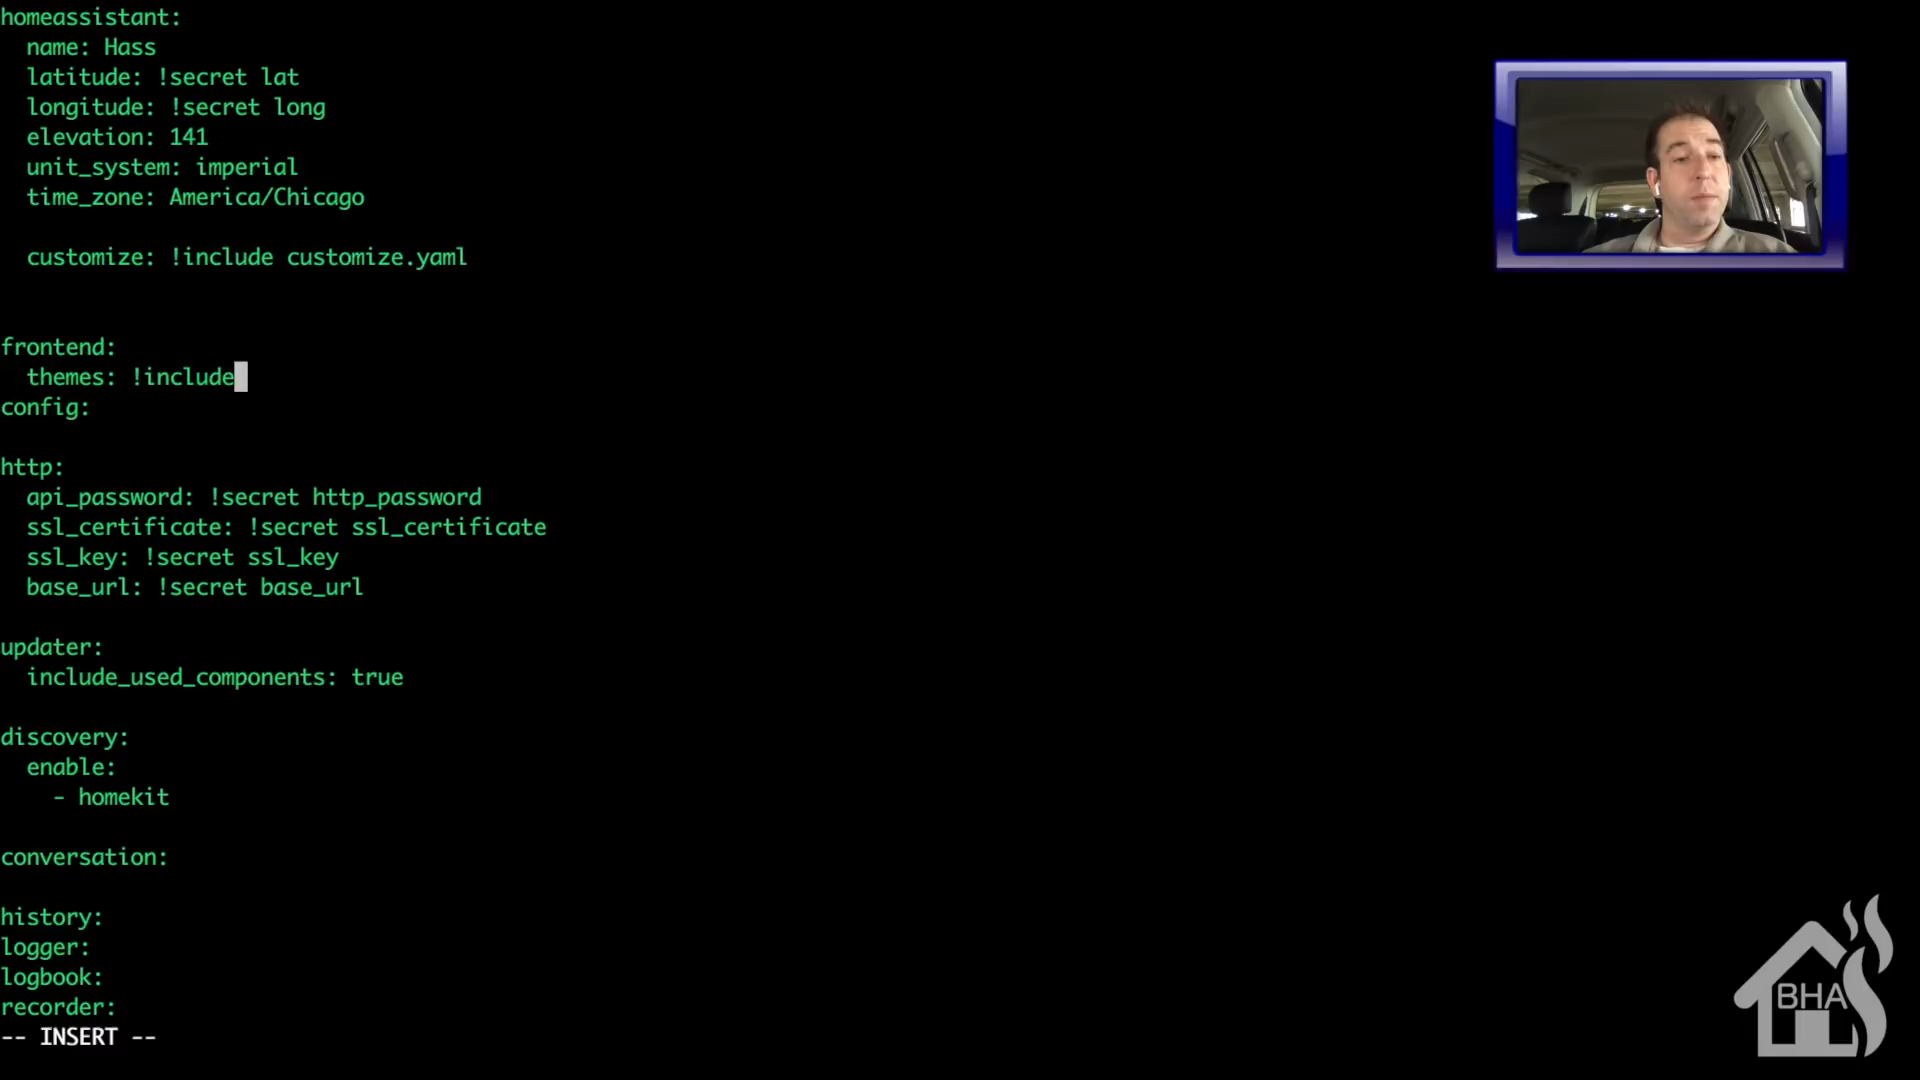 homeassistant:
name: Hass
latitude: !secret lat
longitude: !secret long
elevation: 141
unit_system: imperial
time_zone: America/Chicago
customize: !include customize.yaml
frontend:
themes: !include
config:
http:
api_password: !secret http_password
ssl_certificate: !secret ssl_certificate
ssl_key: !secret ssl_key
base_url: !secret base_url
updater:
include_used_components: true
discovery:
enable:
- homekit
conversation:
history:
logger:
logbook:
recorder:
-- INSERT --
BHA